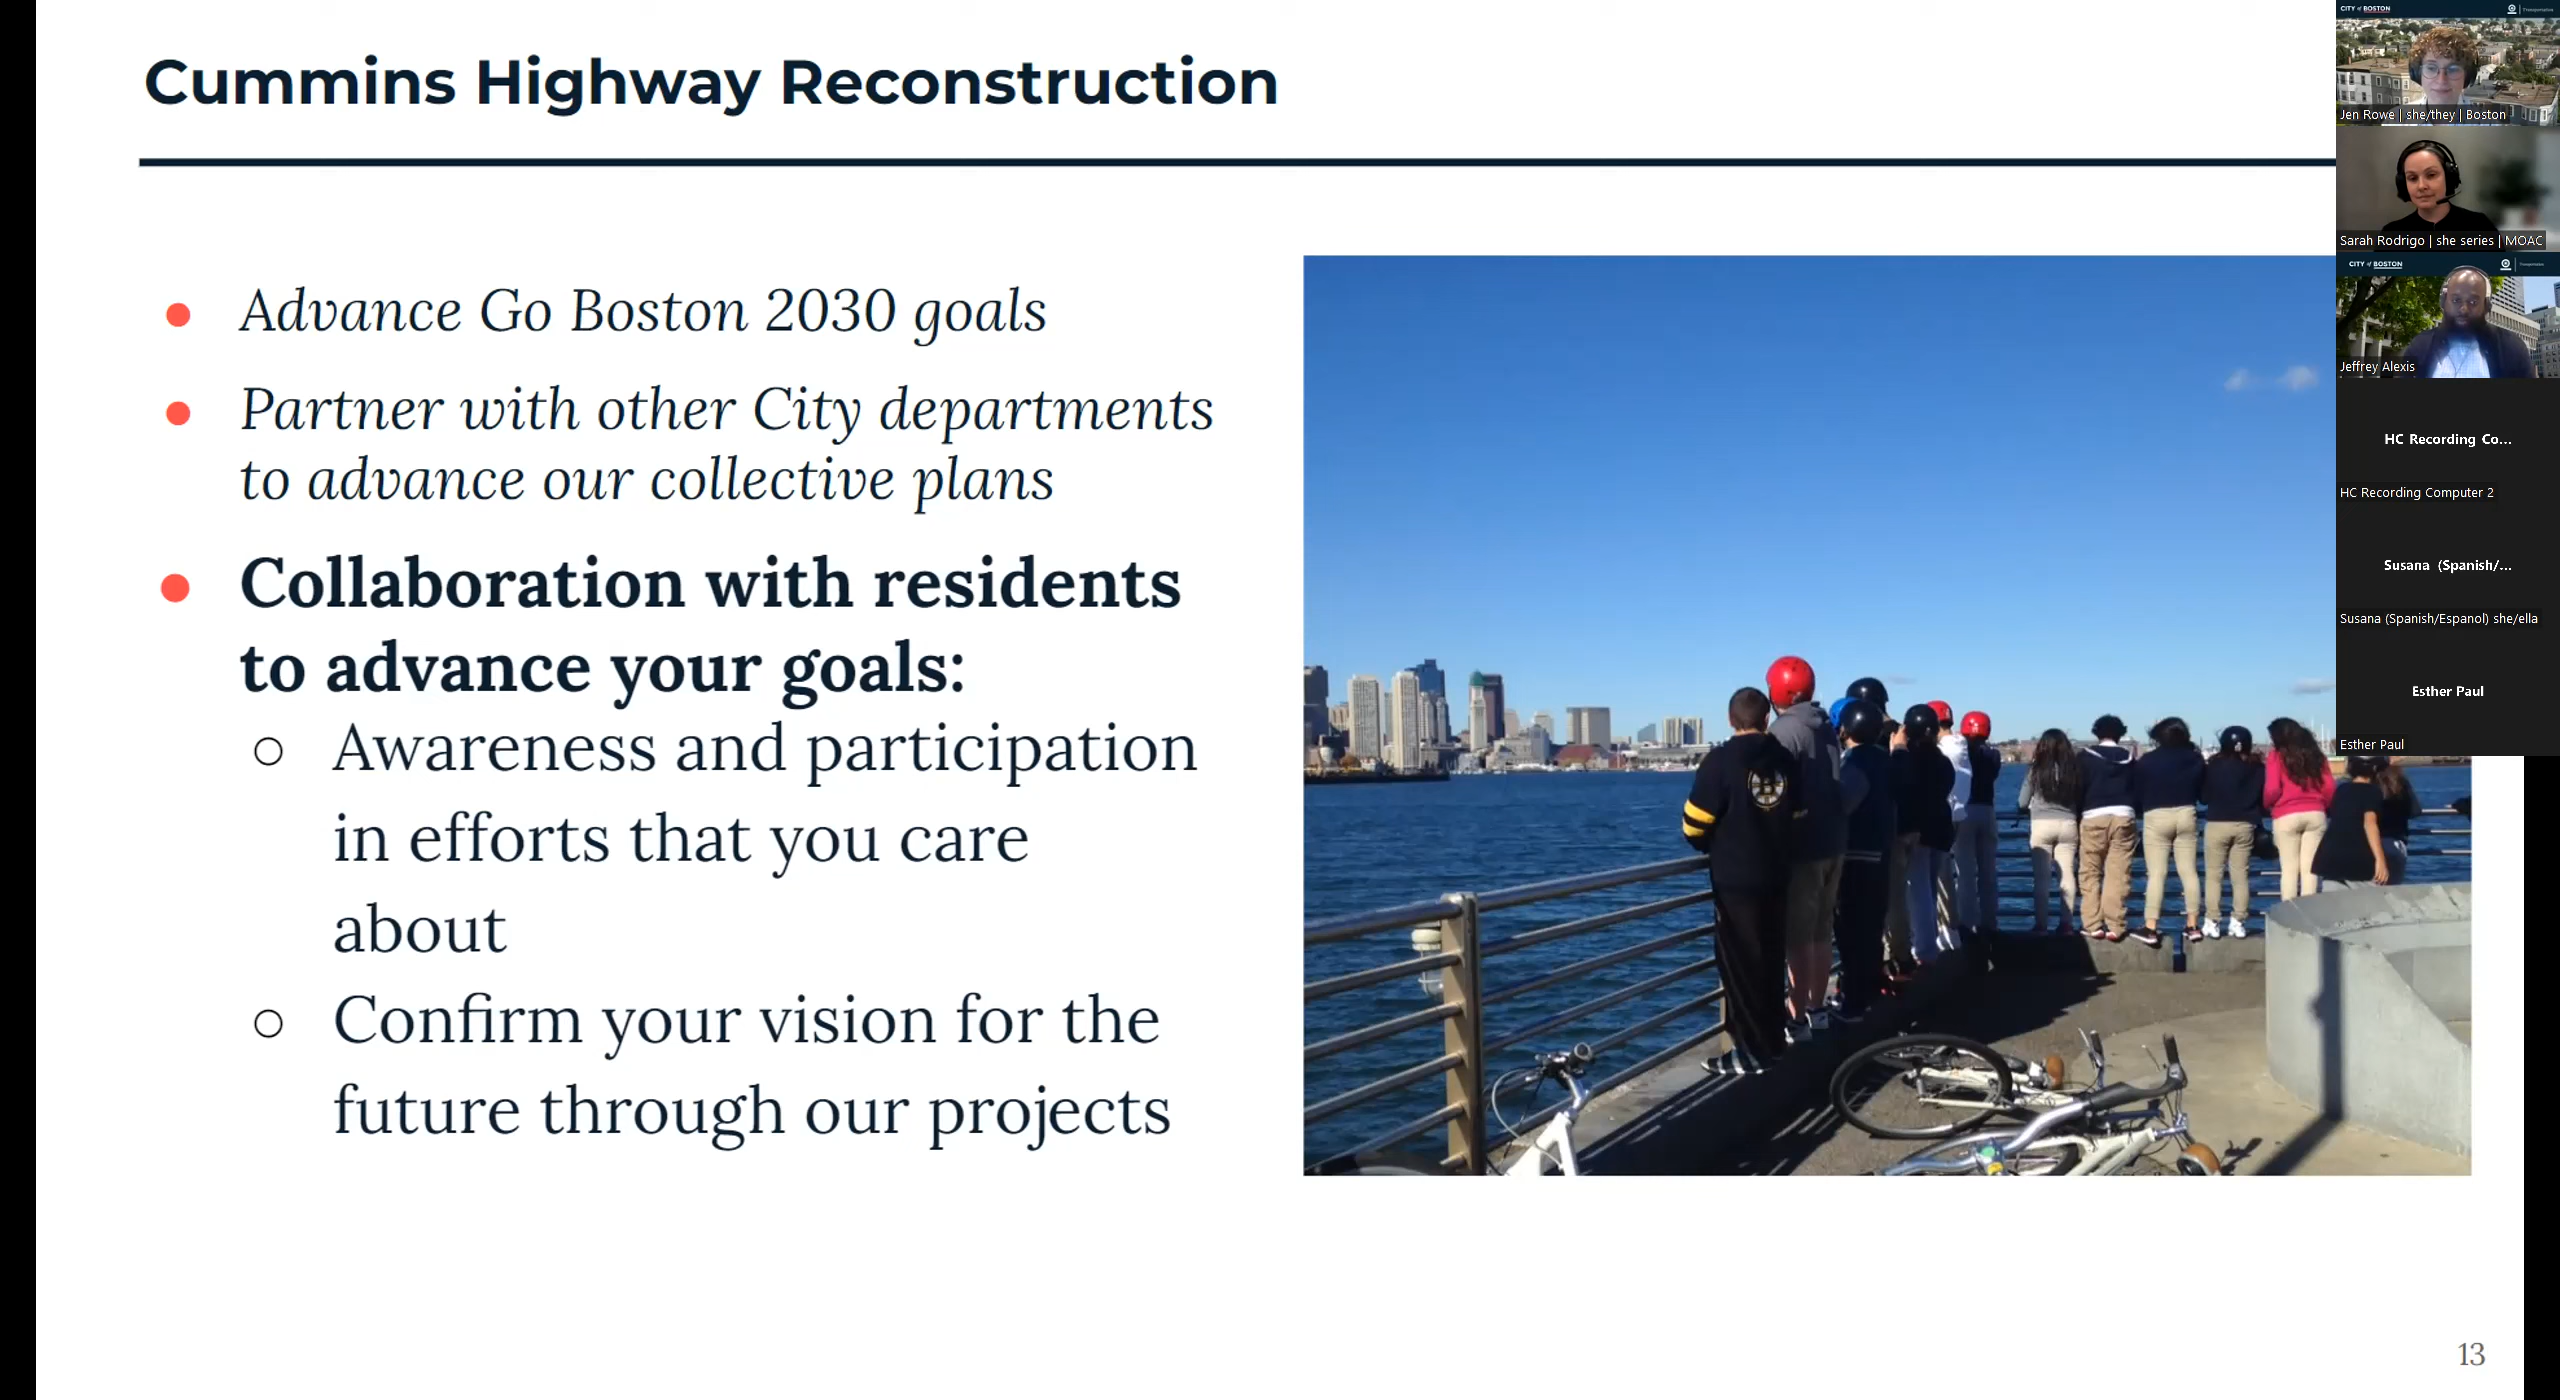 Cummins Highway Reconstruction
● Advance Go Boston 2030 goals
● Partner with other City departments
to advance our collective plans
● Collaboration with residents
to advance your goals:
○ Awareness and participation
in efforts that you care
about
○ Confirm your vision for the
future through our projects
13
CITY of BOSTON
Jen Rowe | she/they | Boston
Sarah Rodrigo | she series | MOAC
CITY of BOSTON
Jeffrey Alexis
HC Recording Co...
HC Recording Computer 2
Susana (Spanish/...
Susana (Spanish/Espanol) she/ella
Esther Paul
Esther Paul